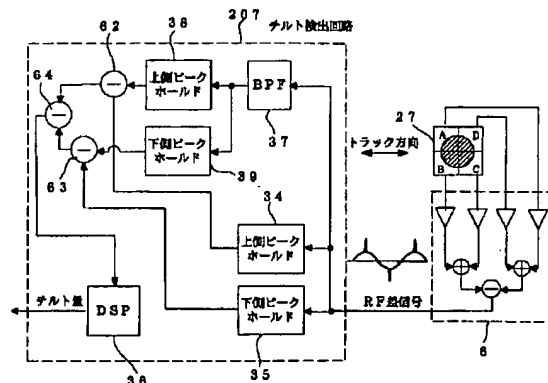 207
チルト検出回路
62
38
64
上側ピーク
ホールド
BPF
37
27
A D
B C
トラック方向
下側ピーク
ホールド
39
63
34
上側ピーク
ホールド
チルト量
DSP
36
下側ピーク
ホールド
35
RF差信号
6